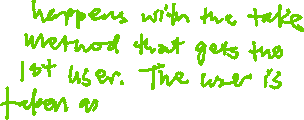 happens with the take
method that gets the
1st user. The user is
taken as